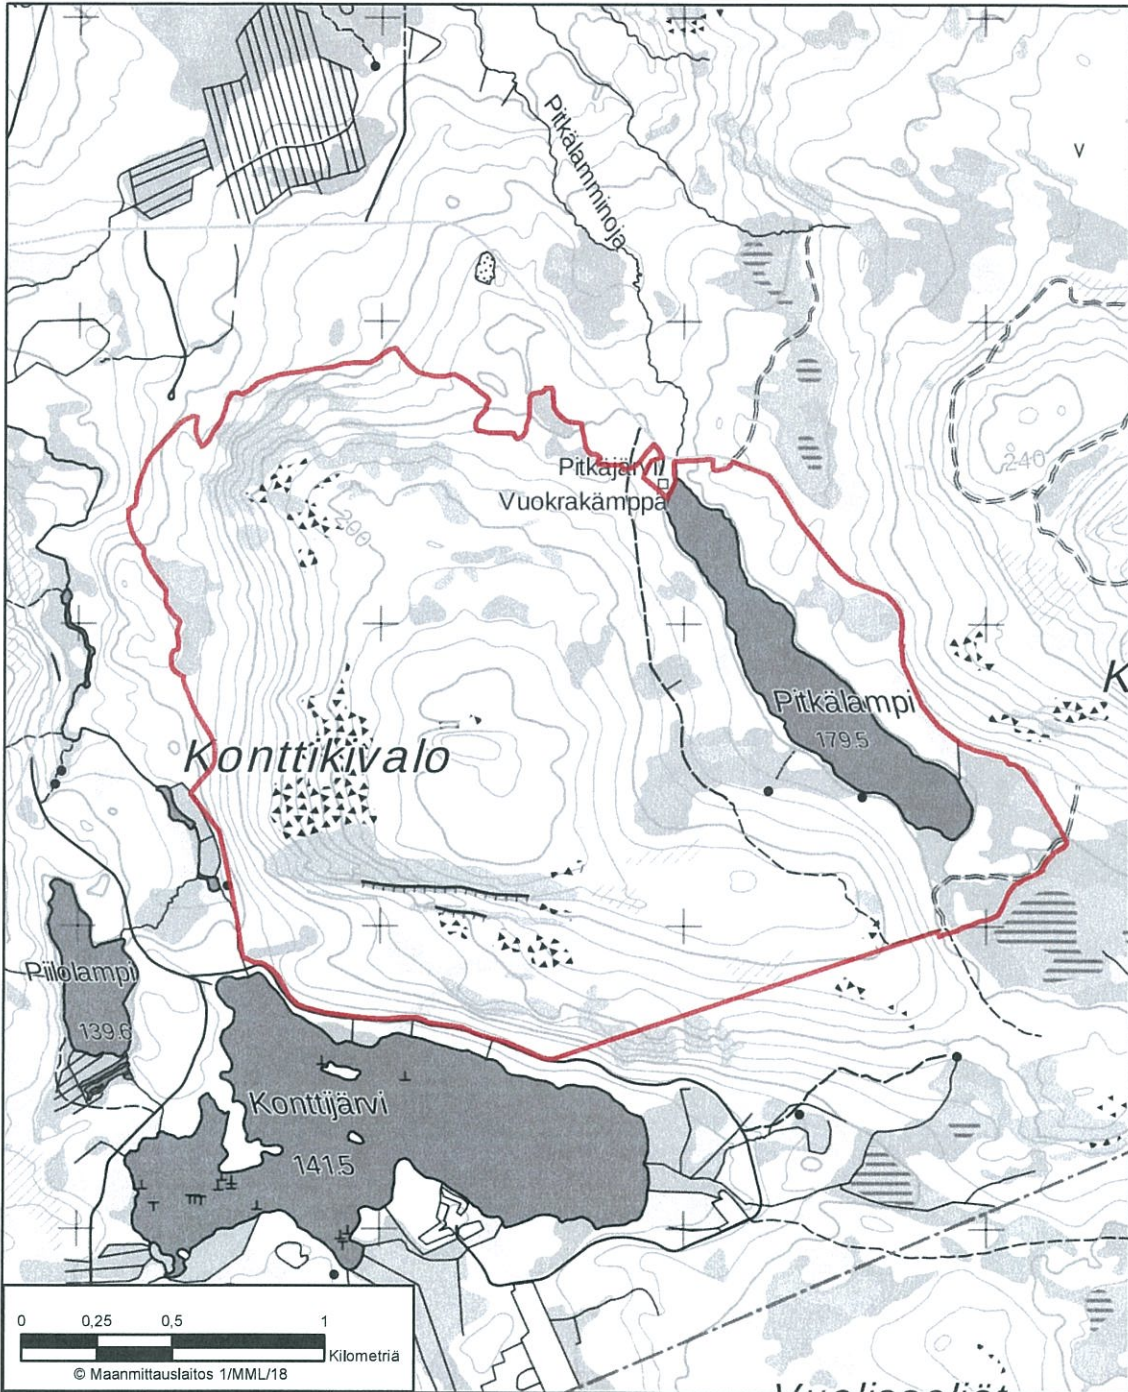 Pitkälamminoja
V
240
Pitkäjärvi
Vuokrakämppä
200
K
Pitkälampi
179.5
Konttikivalo
Piilolampi
139.6
Konttijärvi
141.5
0 0,25 0,5 1
Kilometriä
© Maanmittauslaitos 1/MML/18